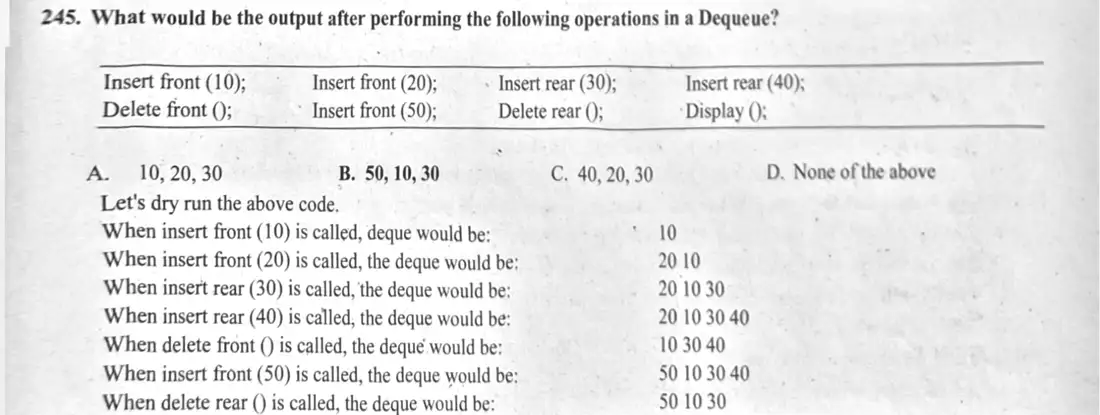 245. What would be the output after performing the following operations in a Dequeue?
Insert front (10); Insert front (20); Insert rear (30); Insert rear (40);
Delete front (); Insert front (50); Delete rear (); Display ();
A. 10, 20, 30 B. 50, 10, 30 C. 40, 20, 30 D. None of the above
Let's dry run the above code.
When insert front (10) is called, deque would be: 10
When insert front (20) is called, the deque would be: 20 10
When insert rear (30) is called, the deque would be: 20 10 30
When insert rear (40) is called, the deque would be: 20 10 30 40
When delete front () is called, the deque would be: 10 30 40
When insert front (50) is called, the deque would be: 50 10 30 40
When delete rear () is called, the deque would be: 50 10 30